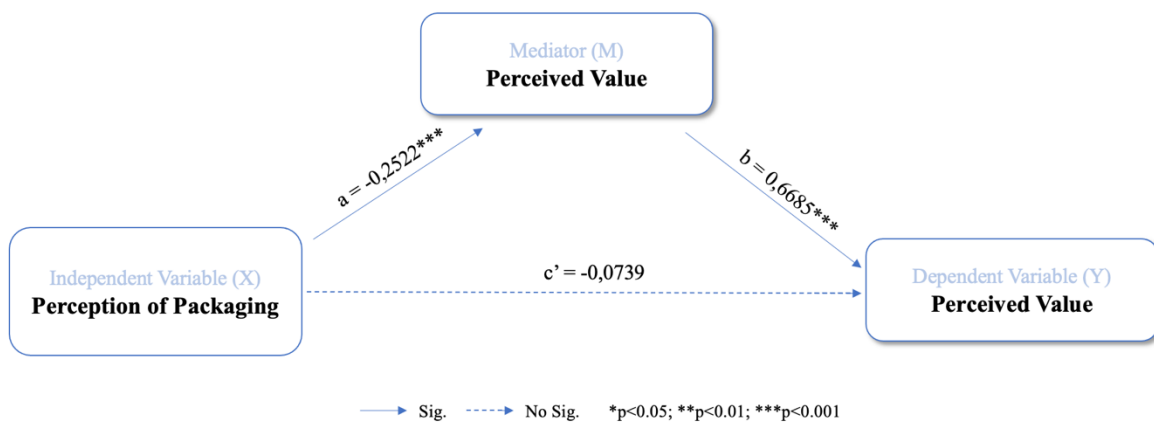 Mediator (M)
Perceived Value
a = -0,2522***
b = 0,6685***
Independent Variable (X)
Perception of Packaging
c’ = -0,0739
Dependent Variable (Y)
Perceived Value
Sig. No Sig. *p<0.05; **p<0.01; ***p<0.001